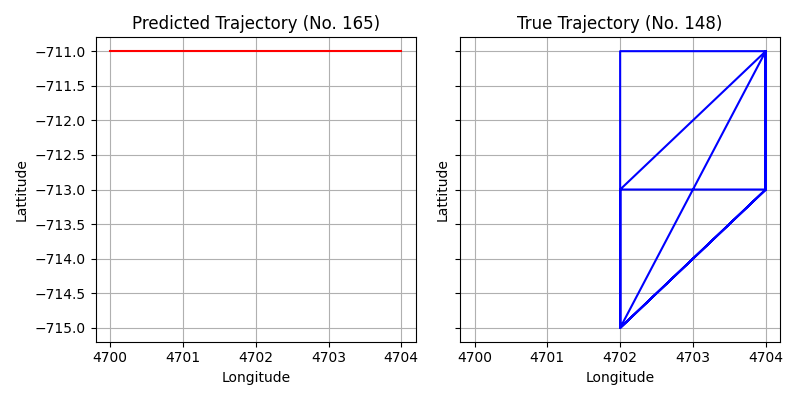 Predicted Trajectory (No. 165)
True Trajectory (No. 148)
−711.0
−711.5
−712.0
−712.5
−713.0
−713.5
−714.0
−714.5
−715.0
Lattitude
Lattitude
4700 4701 4702 4703 4704
4700 4701 4702 4703 4704
Longitude
Longitude